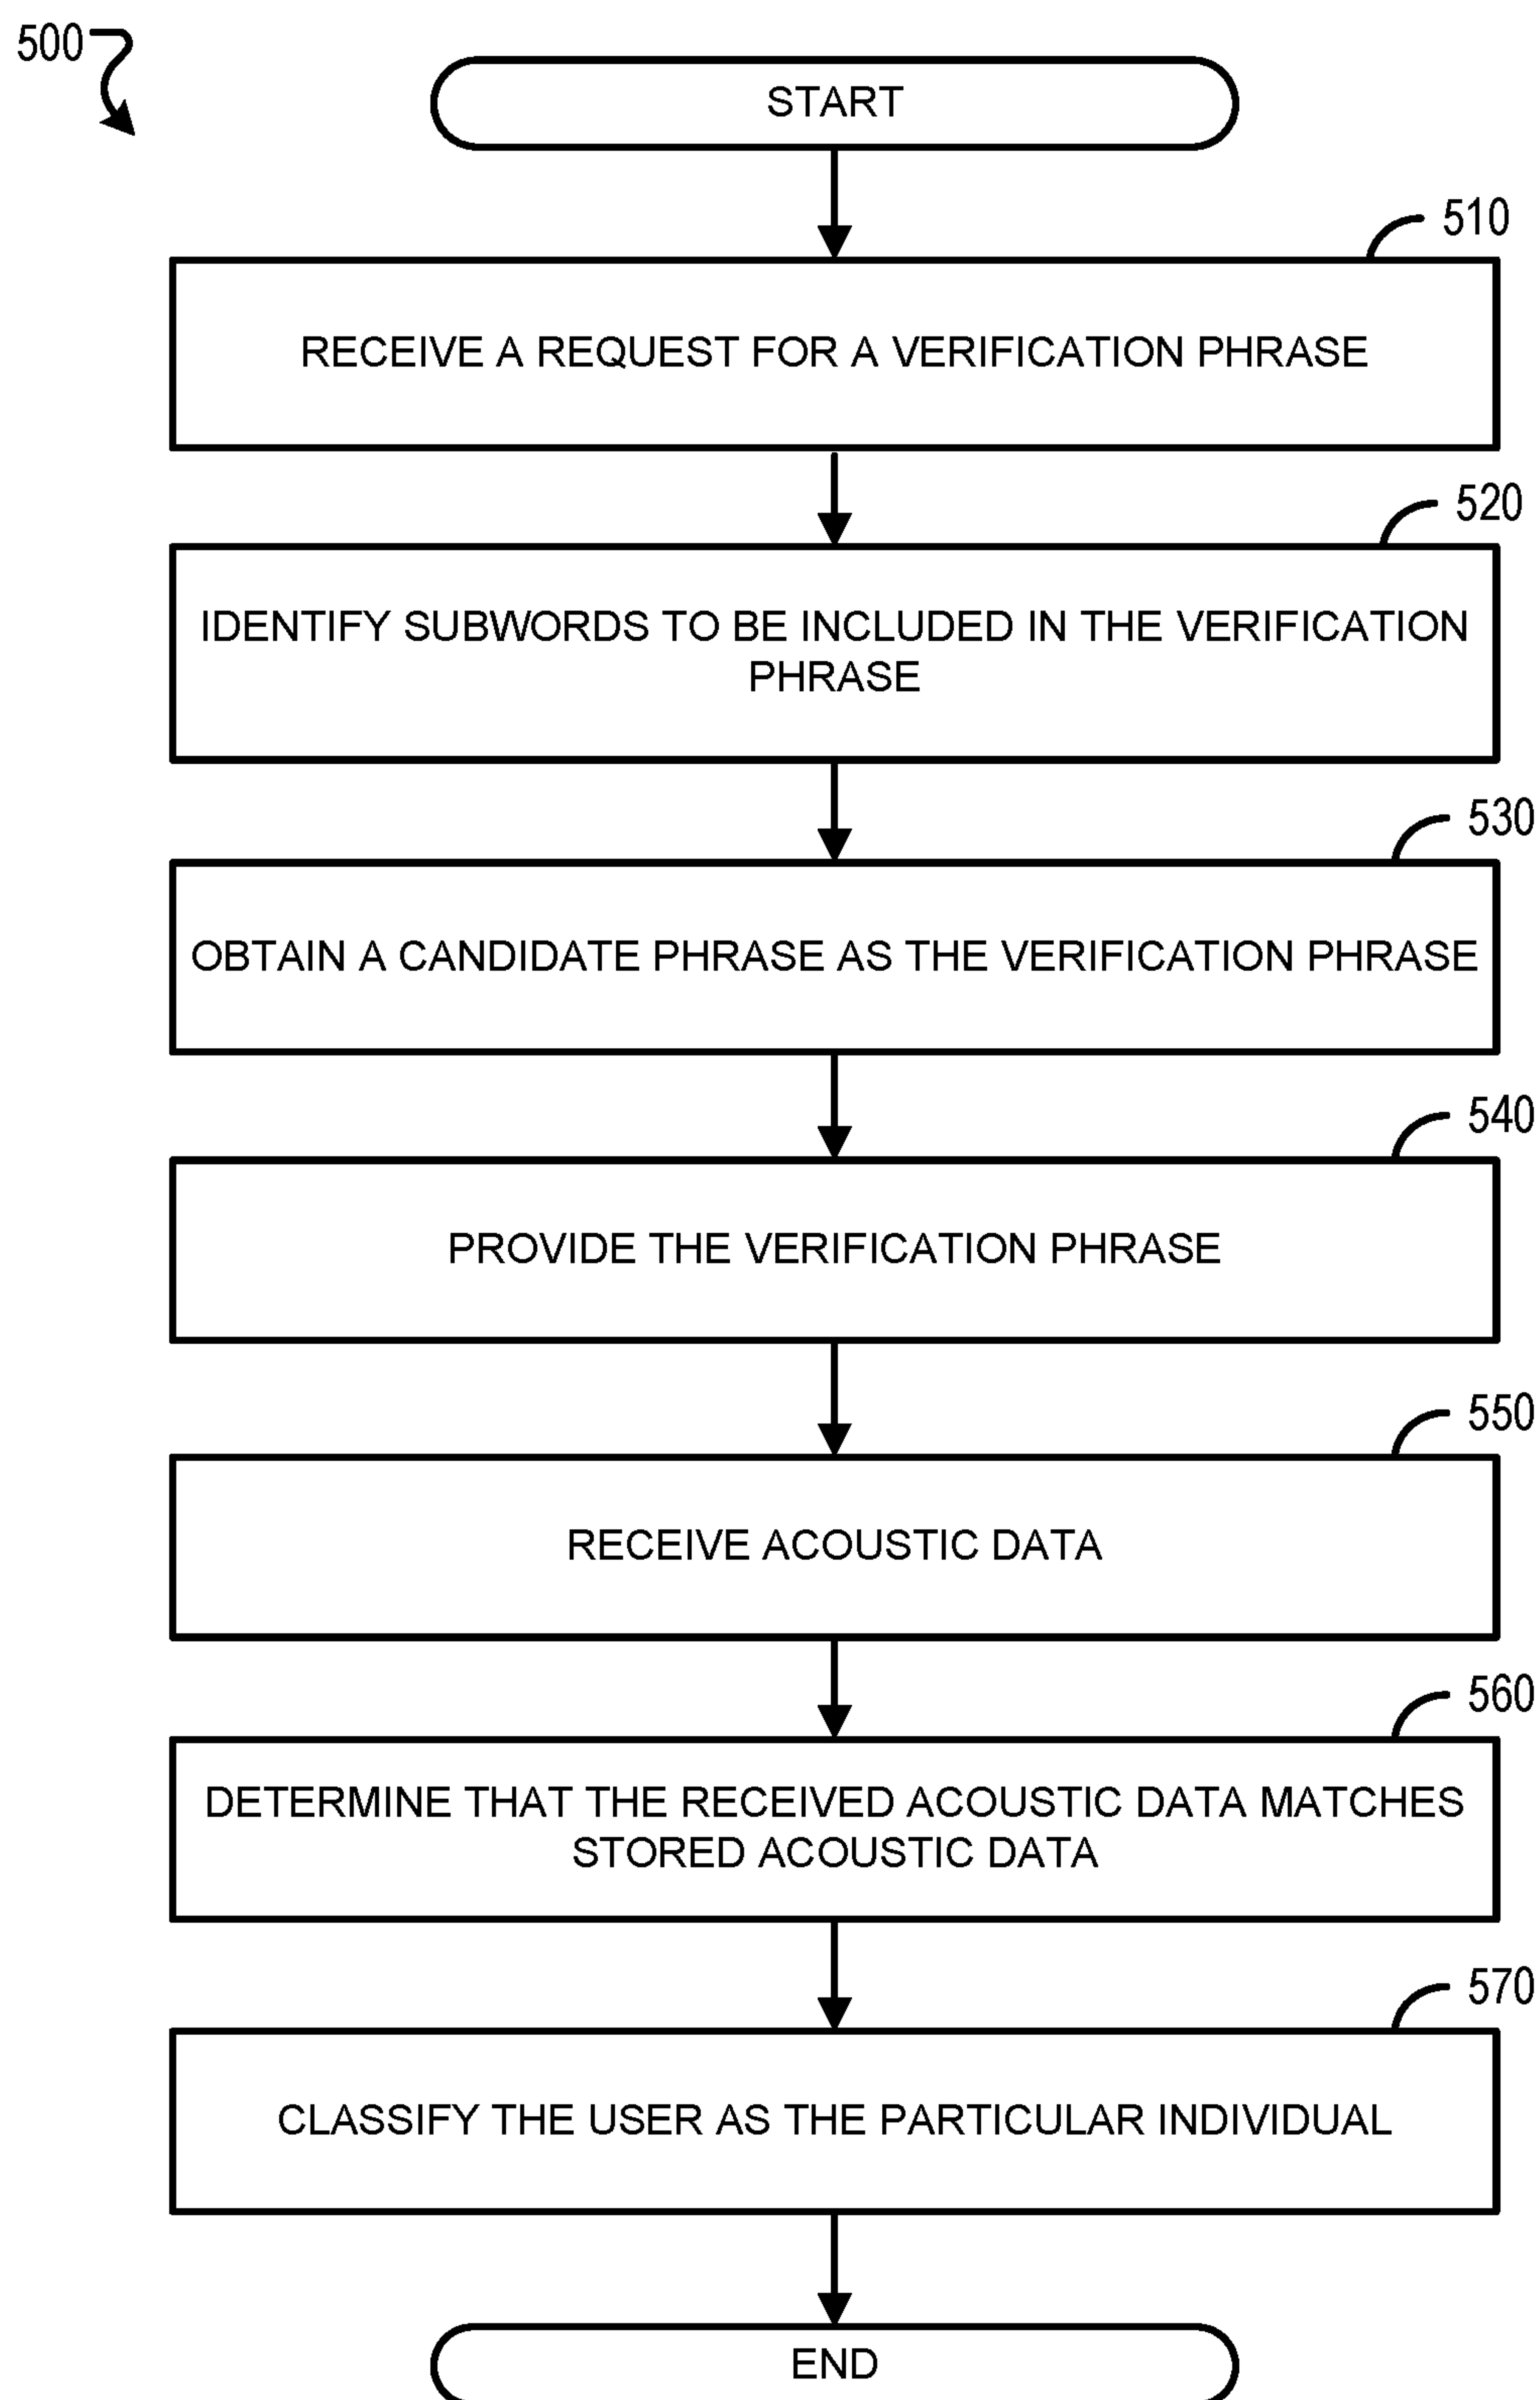 500
START
510
RECEIVE A REQUEST FOR A VERIFICATION PHRASE
520
IDENTIFY SUBWORDS TO BE INCLUDED IN THE VERIFICATION
PHRASE
530
OBTAIN A CANDIDATE PHRASE AS THE VERIFICATION PHRASE
540
PROVIDE THE VERIFICATION PHRASE
550
RECEIVE ACOUSTIC DATA
560
DETERMINE THAT THE RECEIVED ACOUSTIC DATA MATCHES
STORED ACOUSTIC DATA
570
CLASSIFY THE USER AS THE PARTICULAR INDIVIDUAL
END